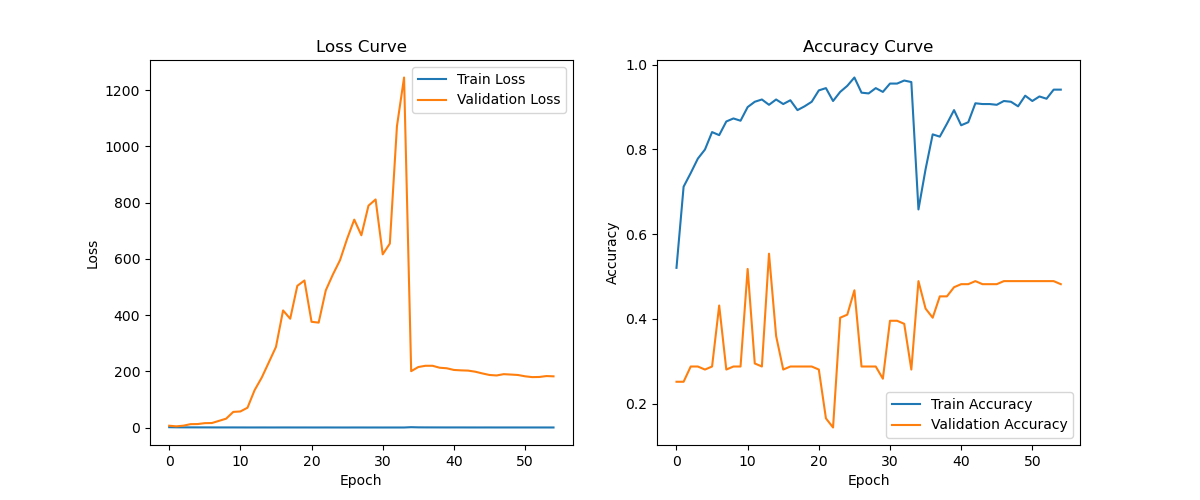 Loss Curve
Loss
1200
1000
800
600
400
200
0
0 10 20 30 40 50
Epoch
Train Loss
Validation Loss
Accuracy Curve
Accuracy
1.0
0.8
0.6
0.4
0.2
0 10 20 30 40 50
Epoch
Train Accuracy
Validation Accuracy